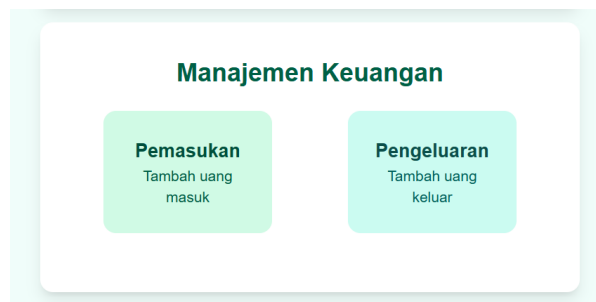 Manajemen Keuangan
Pemasukan
Tambah uang
masuk
Pengeluaran
Tambah uang
keluar